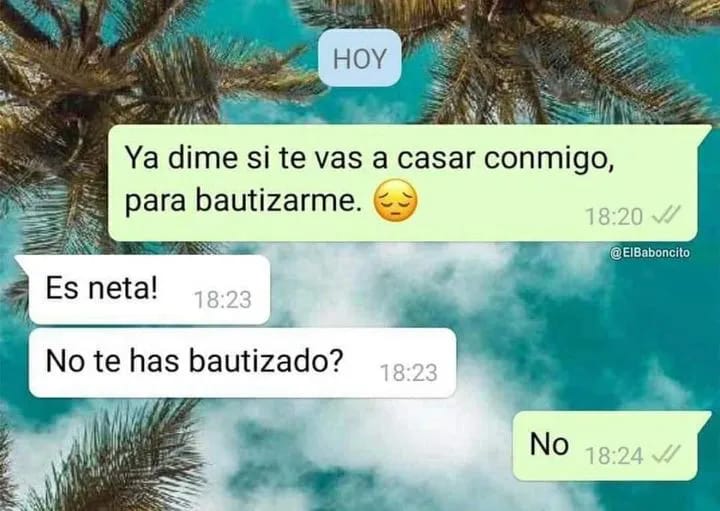 HOY
Ya dime si te vas a casar conmigo,
para bautizarme. 😔
18:20
@ElBaboncito
Es neta!
18:23
No te has bautizado?
18:23
No
18:24